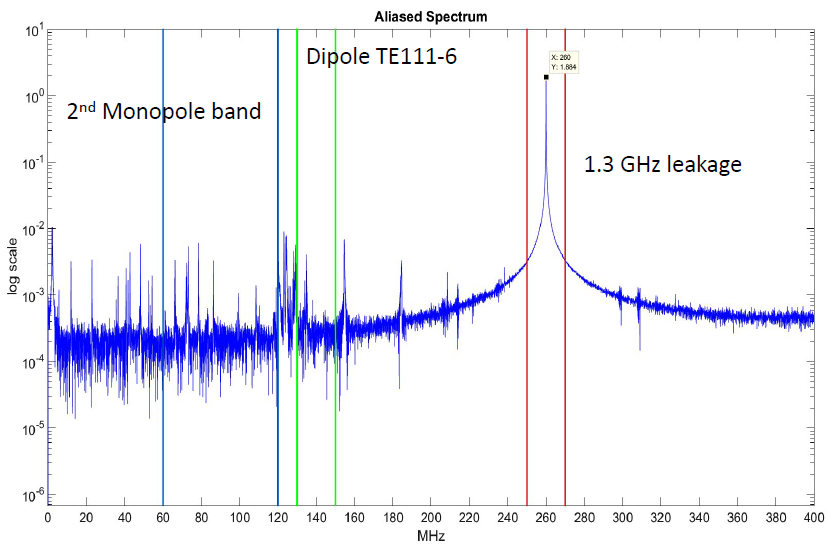 Aliased Spectrum
10^1
Dipole TE111-6
X: 260
Y: 1.884
2nd Monopole band
10^0
1.3 GHz leakage
10^-1
10^-2
log scale
10^-3
10^-4
10^-5
10^-6
0 20 40 60 80 100 120 140 160 180 200 220 240 260 280 300 320 340 360 380 400
MHz